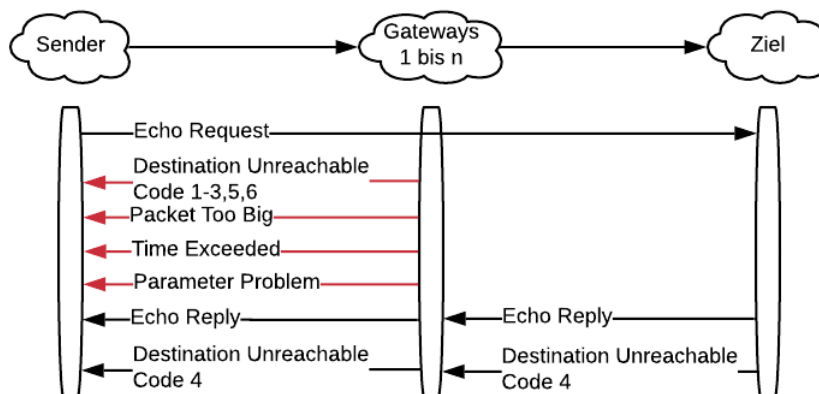 Sender
Gateways
1 bis n
Ziel
Echo Request
Destination Unreachable
Code 1-3,5,6
Packet Too Big
Time Exceeded
Parameter Problem
Echo Reply
Echo Reply
Destination Unreachable
Code 4
Destination Unreachable
Code 4